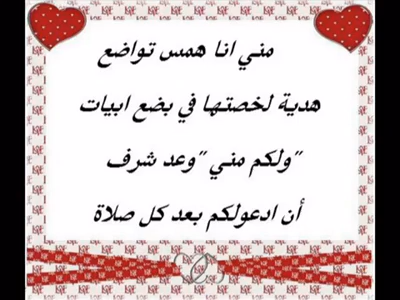 مني انا همس تواضع
هدية لخصتها في بضع ابيات
"ولكم مني "وعد شرف
أن ادعولكم بعد كل صلاة